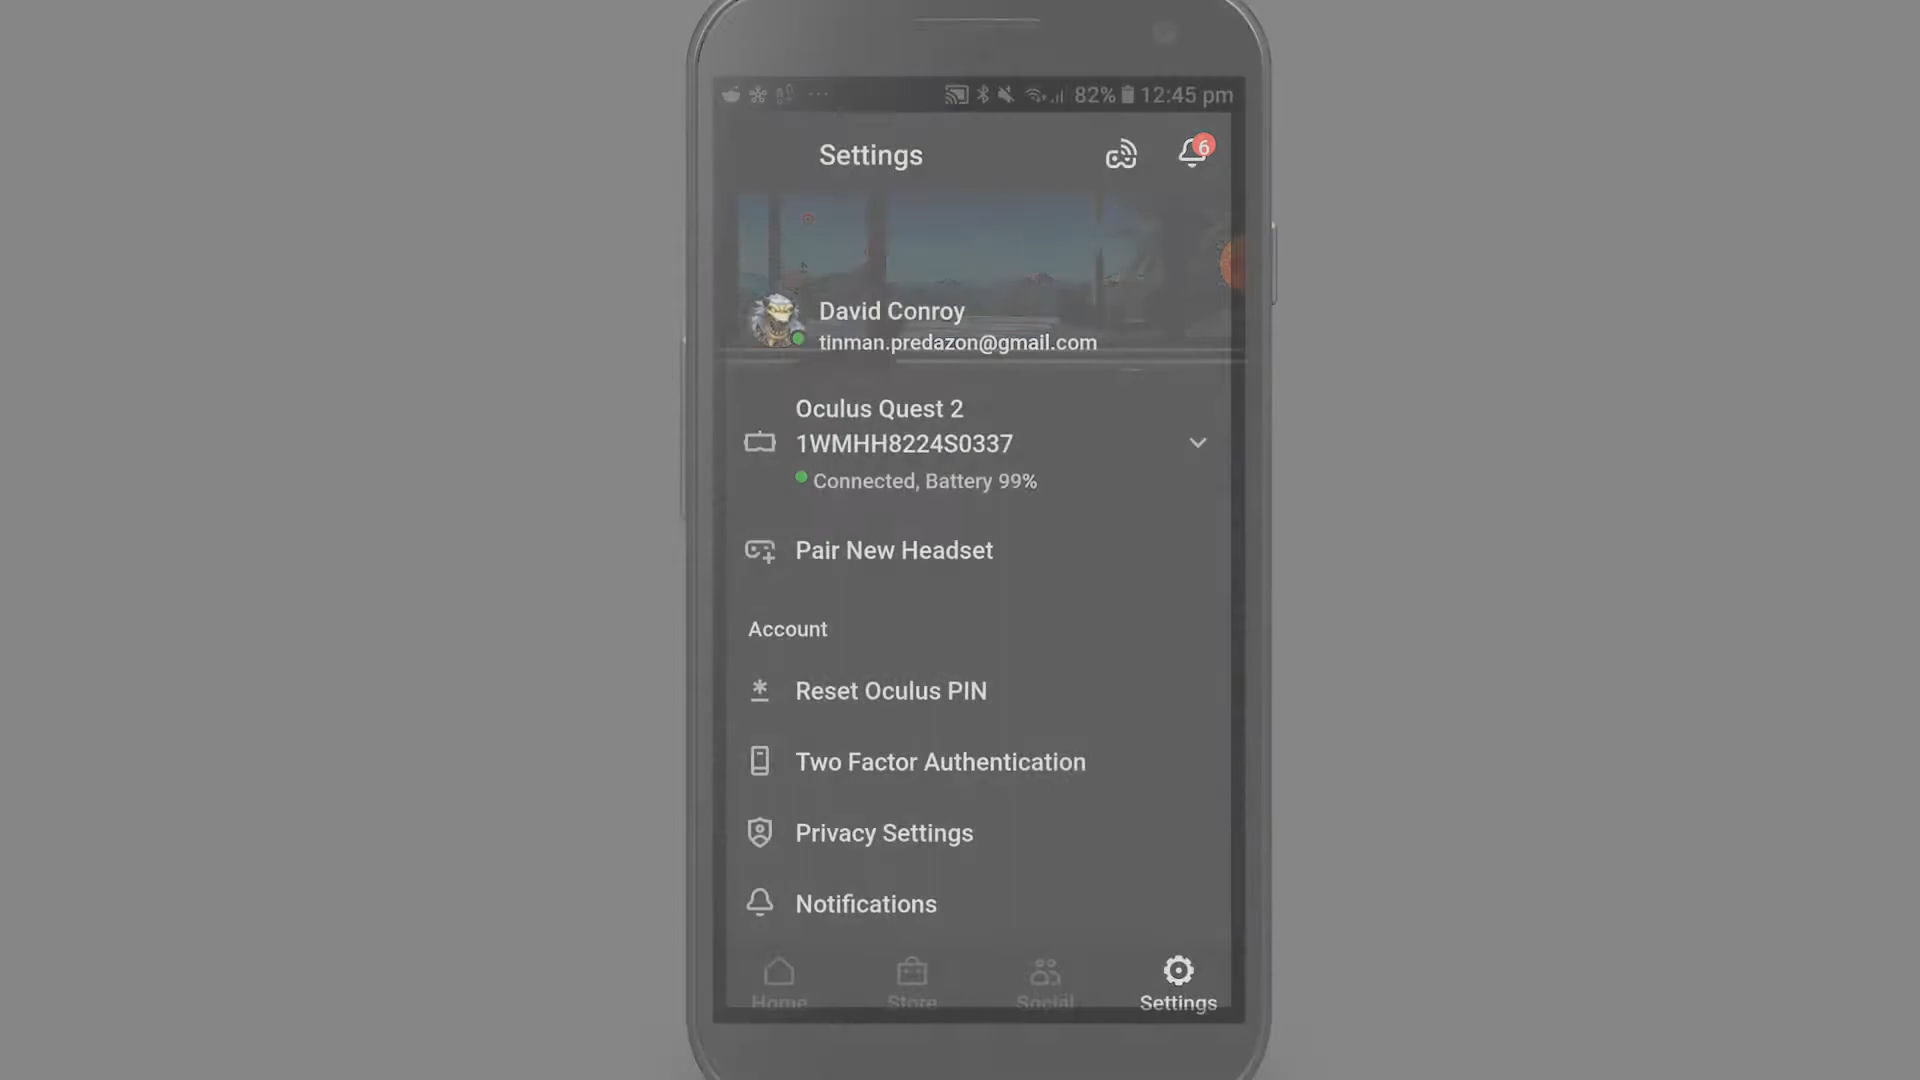 82% 12:45 pm
Settings
6
David Conroy
tinman.predazon@gmail.com
Oculus Quest 2
1WMHH8224S0337
Connected, Battery 99%
Pair New Headset
Account
Reset Oculus PIN
Two Factor Authentication
Privacy Settings
Notifications
Home Store Social Settings